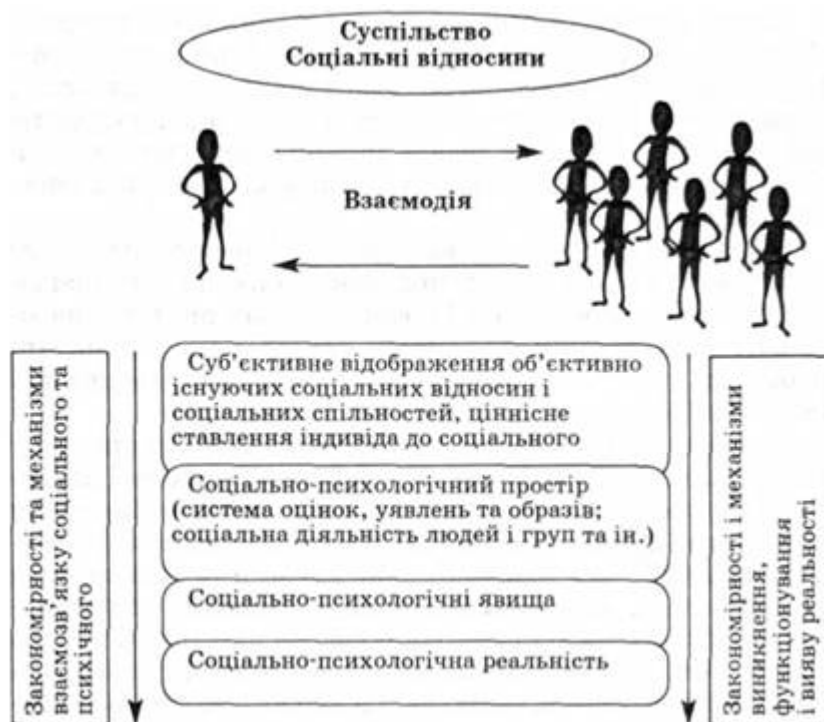 Суспільство
Соціальні відносини
Взаємодія
Закономірності та механізми
взаємозв’язку соціального та
психічного
Суб’єктивне відображення об’єктивно
існуючих соціальних відносин і
соціальних спільностей, ціннісне
ставлення індивіда до соціального
Соціально-психологічний простір
(система оцінок, уявлень та образів;
соціальна діяльність людей і груп та ін.)
Соціально-психологічні явища
Соціально-психологічна реальність
Закономірності і механізми
виникнення,
функціонування
і вияву реальності